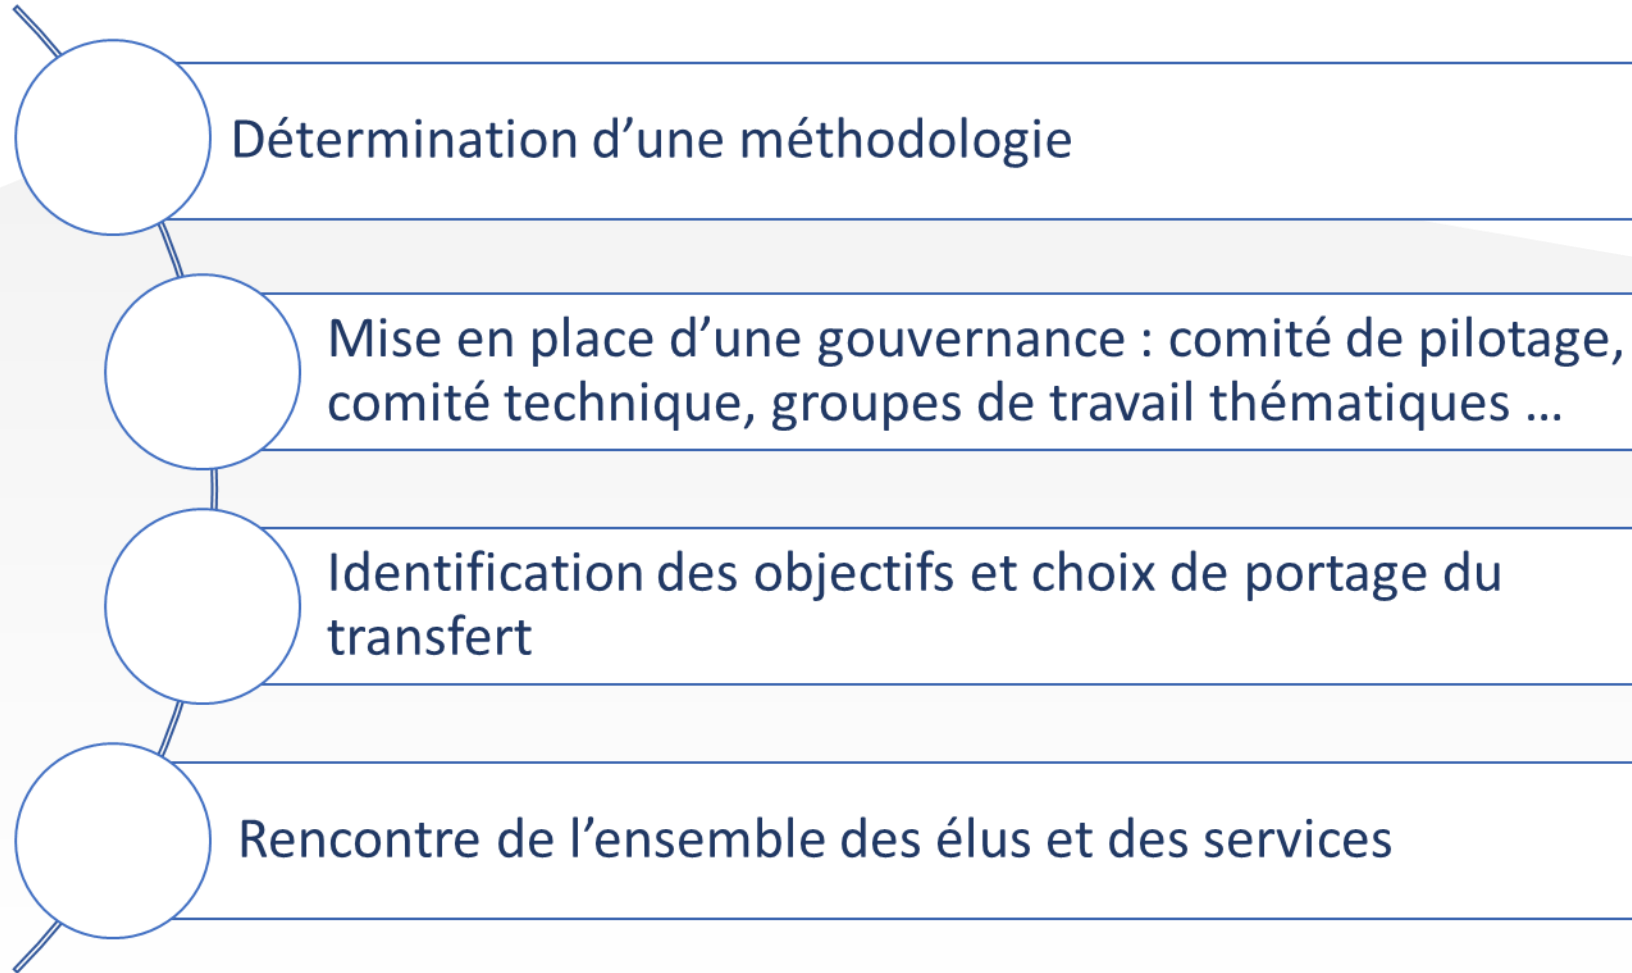 Détermination d’une méthodologie
Mise en place d’une gouvernance : comité de pilotage,
comité technique, groupes de travail thématiques ...
Identification des objectifs et choix de portage du
transfert
Rencontre de l’ensemble des élus et des services